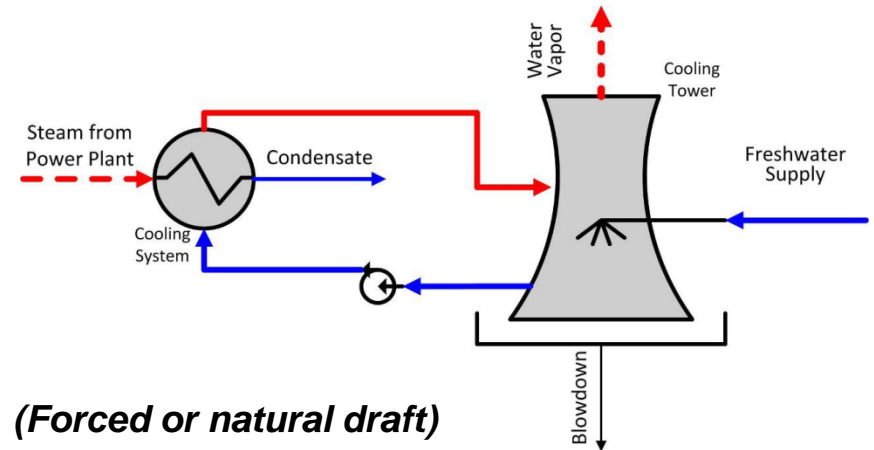 Water
Vapor
Cooling
Tower
Steam from
Power Plant
Condensate
Freshwater
Supply
Cooling
System
Blowdown
(Forced or natural draft)